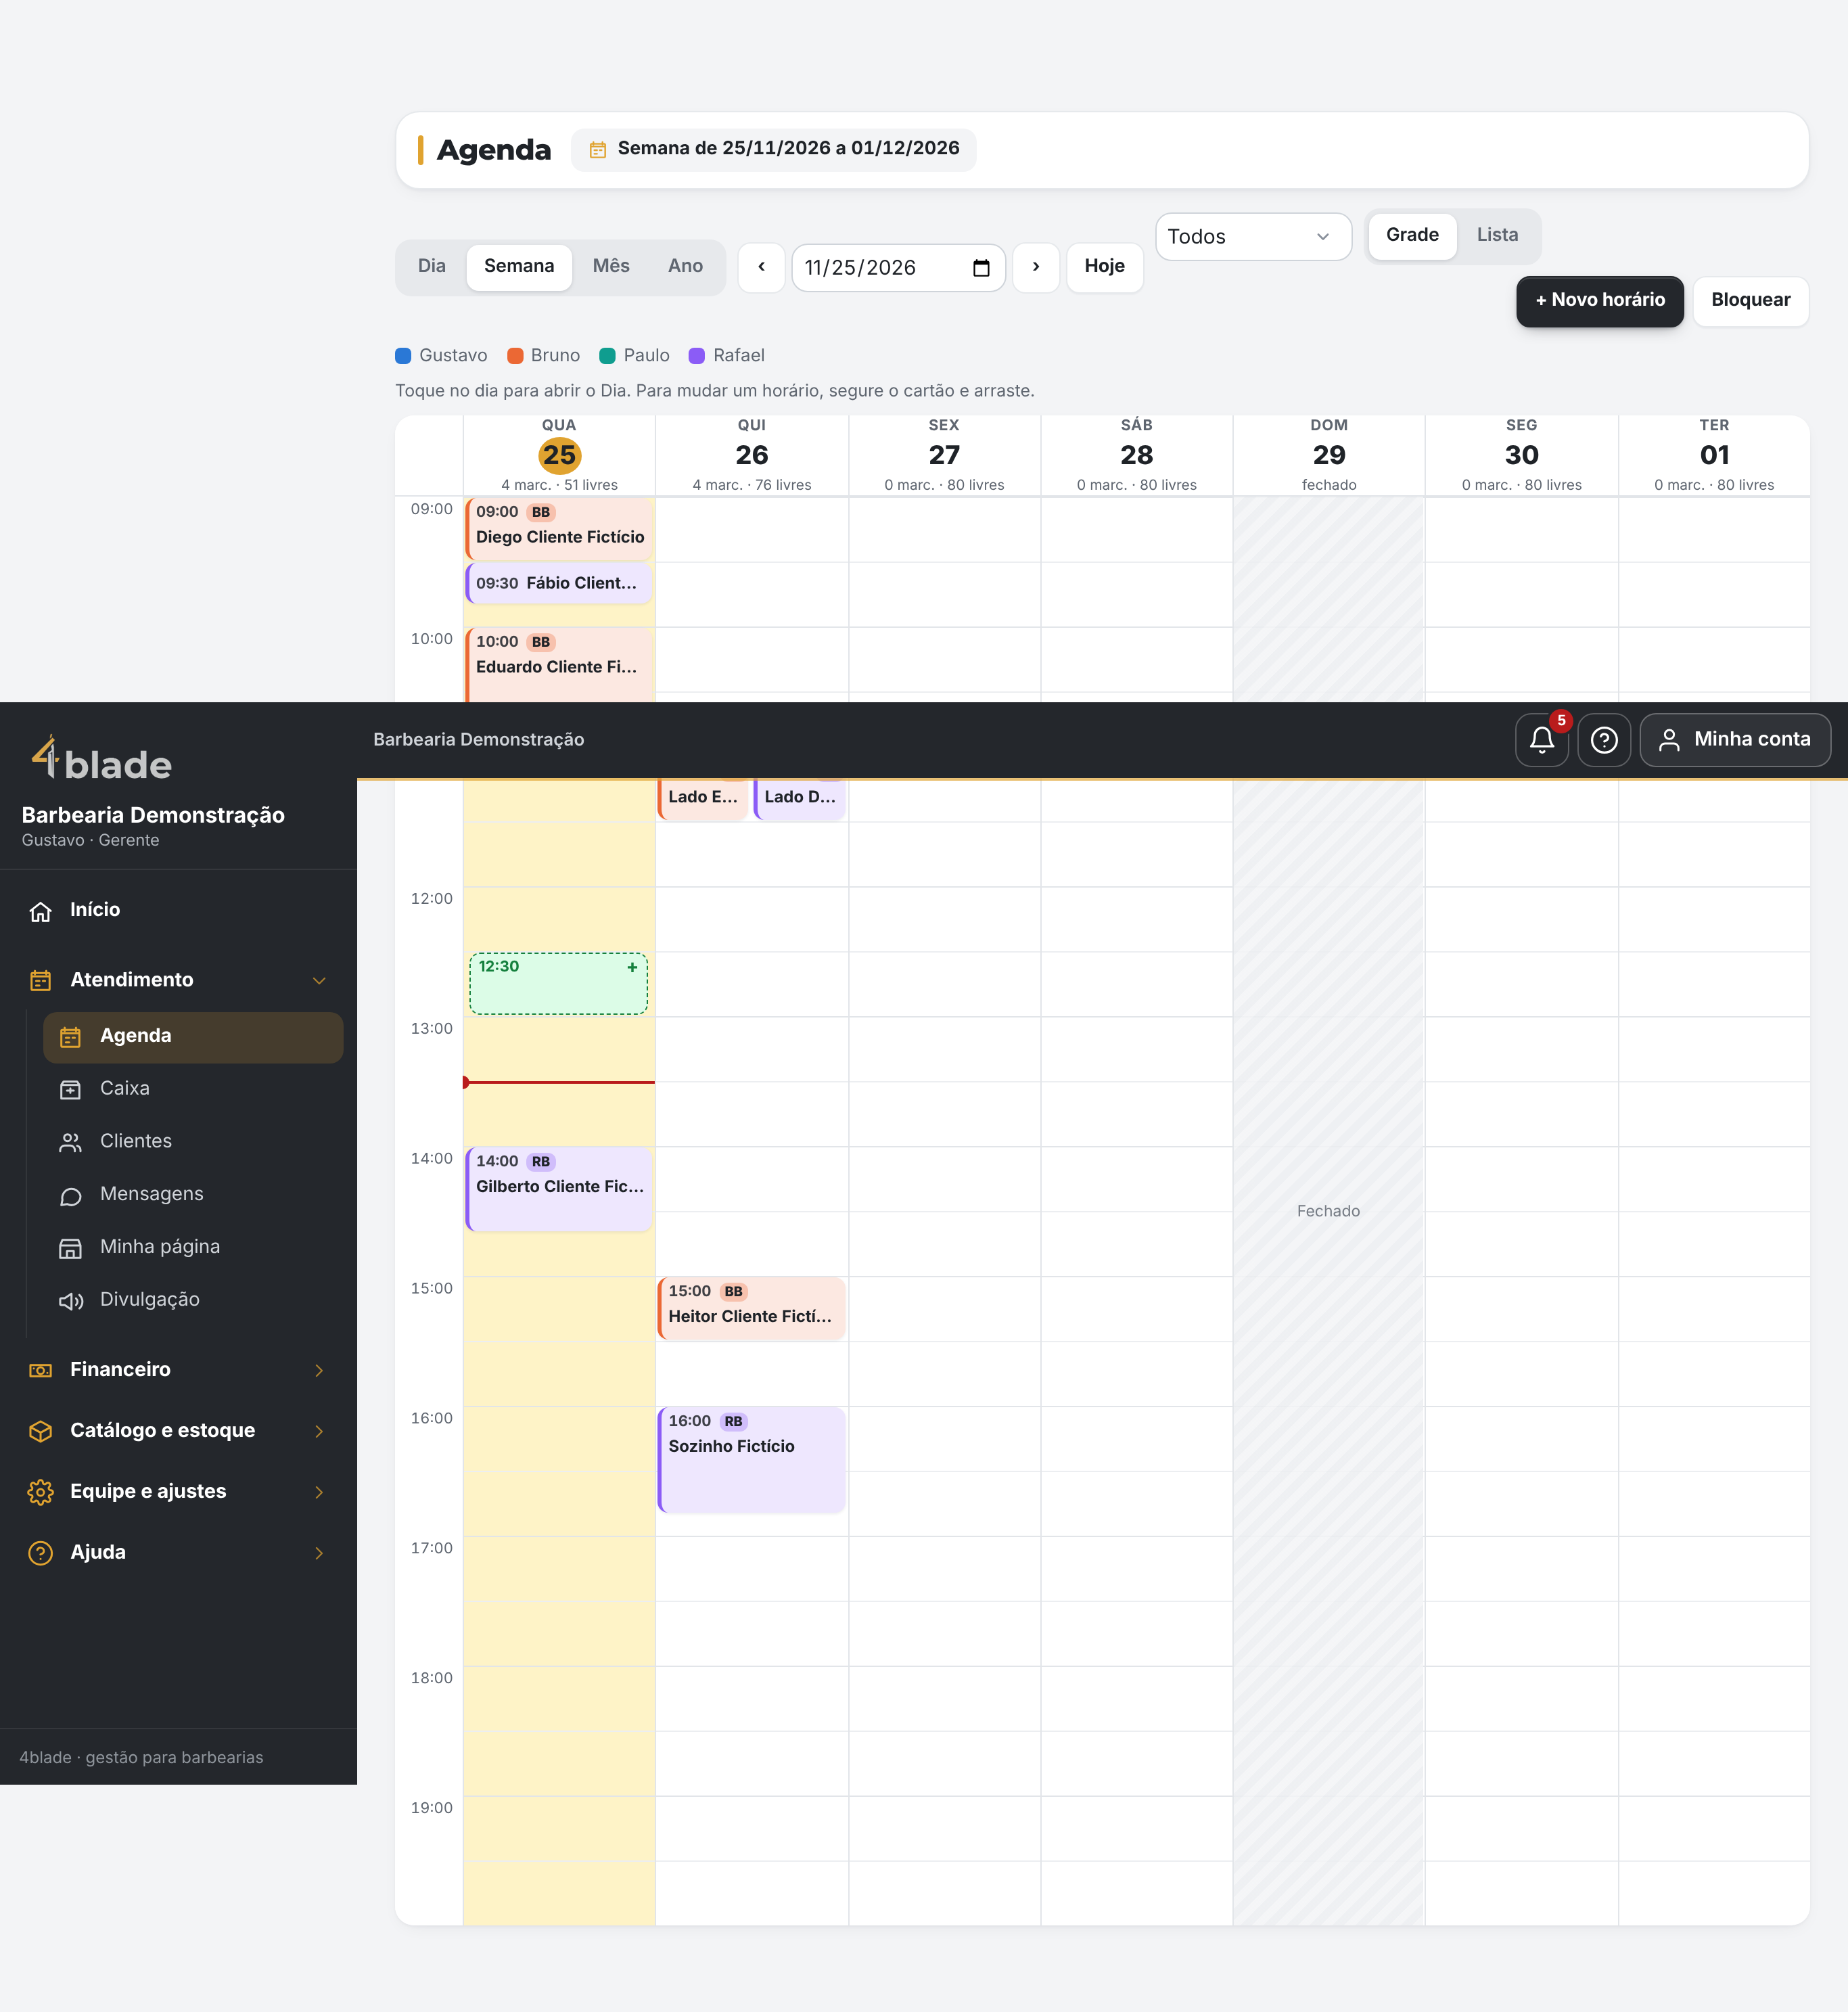 Agenda
Semana de 25/11/2026 a 01/12/2026
Dia
Semana
Mês
Ano
‹
11/25/2026
›
Hoje
Todos
Grade
Lista
+ Novo horário
Bloquear
Gustavo
Bruno
Paulo
Rafael
Toque no dia para abrir o Dia. Para mudar um horário, segure o cartão e arraste.
QUA
25
4 marc. · 51 livres
QUI
26
4 marc. · 76 livres
SEX
27
0 marc. · 80 livres
SÁB
28
0 marc. · 80 livres
DOM
29
fechado
SEG
30
0 marc. · 80 livres
TER
01
0 marc. · 80 livres
09:00
09:00 BB
Diego Cliente Fictício
09:30 Fábio Client...
10:00
10:00 BB
Eduardo Cliente Fi...
4blade
Barbearia Demonstração
Gustavo · Gerente
Barbearia Demonstração
5
Minha conta
Lado E...
Lado D...
Início
Atendimento
Agenda
Caixa
Clientes
Mensagens
Minha página
Divulgação
Financeiro
Catálogo e estoque
Equipe e ajustes
Ajuda
4blade · gestão para barbearias
12:00
12:30 +
13:00
14:00
14:00 RB
Gilberto Cliente Fic...
Fechado
15:00
15:00 BB
Heitor Cliente Fictí...
16:00
16:00 RB
Sozinho Fictício
17:00
18:00
19:00